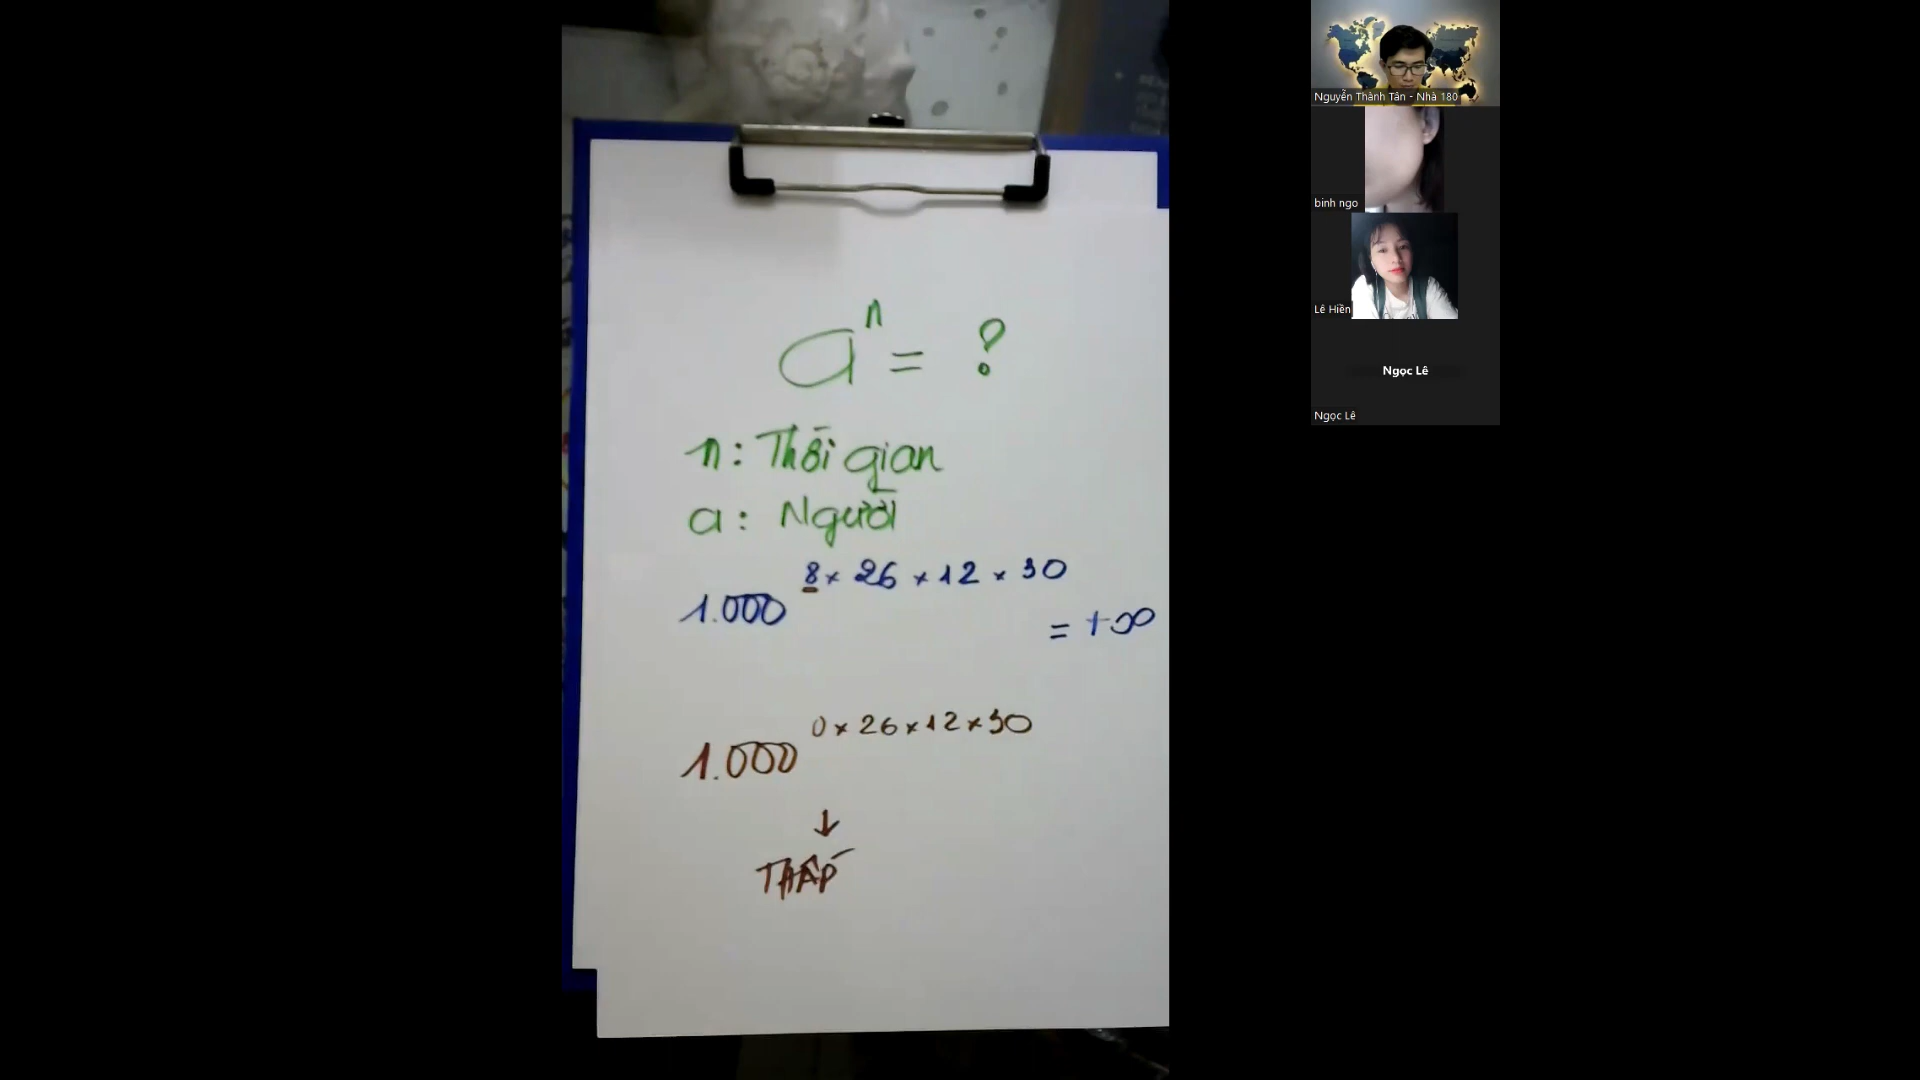 aⁿ = ?
n: Thời gian
a: Người
1.000 8 x 26 x 12 x 30
= +∞
1.000 0 x 26 x 12 x 30
↓
THẤP
Nguyễn Thành Tân - Nhà 180
binh ngo
Lê Hiền
Ngọc Lê
Ngọc Lê